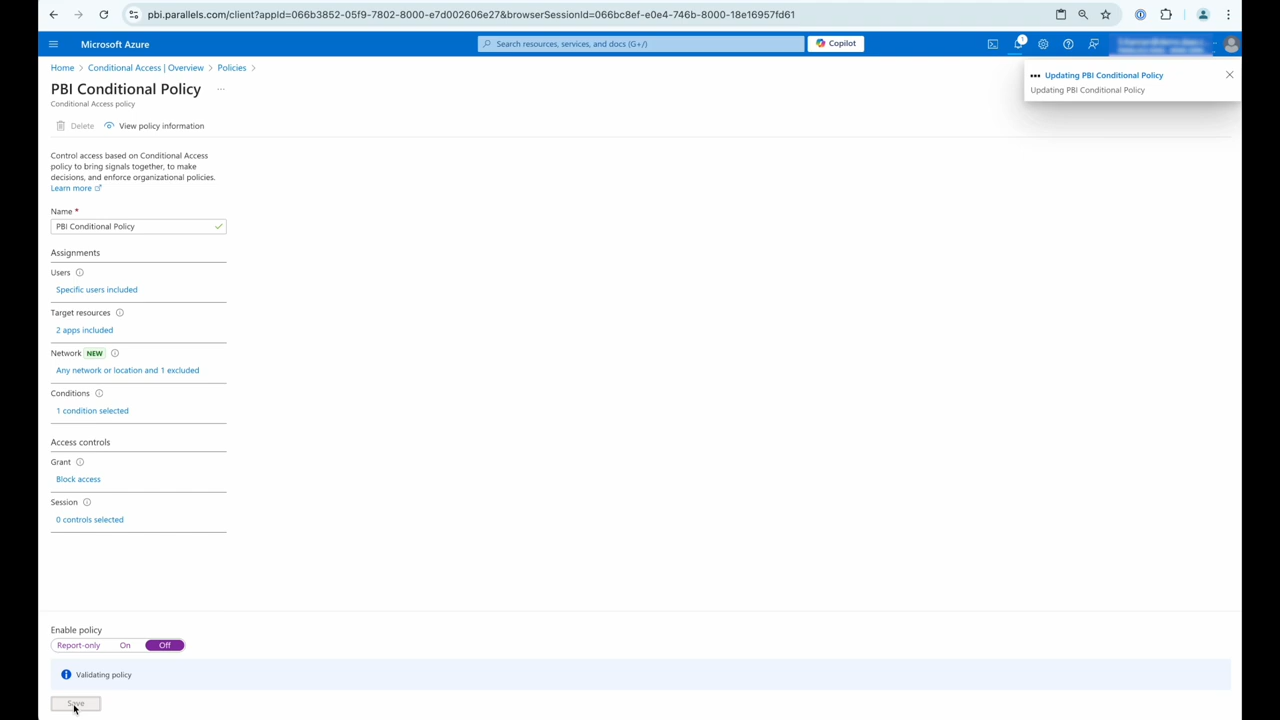 pbi.parallels.com/client?appId=066b3852-05f9-7802-8000-e7d002606e27&browserSessionId=066bc8ef-e0e4-746b-8000-18e16957fd61
Microsoft Azure
Search resources, services, and docs (G+/)
Copilot
1
Home > Conditional Access | Overview > Policies >
PBI Conditional Policy ...
Conditional Access policy
Updating PBI Conditional Policy
Updating PBI Conditional Policy
Delete
View policy information
Control access based on Conditional Access
policy to bring signals together, to make
decisions, and enforce organizational policies.
Learn more
Name *
PBI Conditional Policy
Assignments
Users
Specific users included
Target resources
2 apps included
Network NEW
Any network or location and 1 excluded
Conditions
1 condition selected
Access controls
Grant
Block access
Session
0 controls selected
Enable policy
Report-only On Off
Validating policy
Save